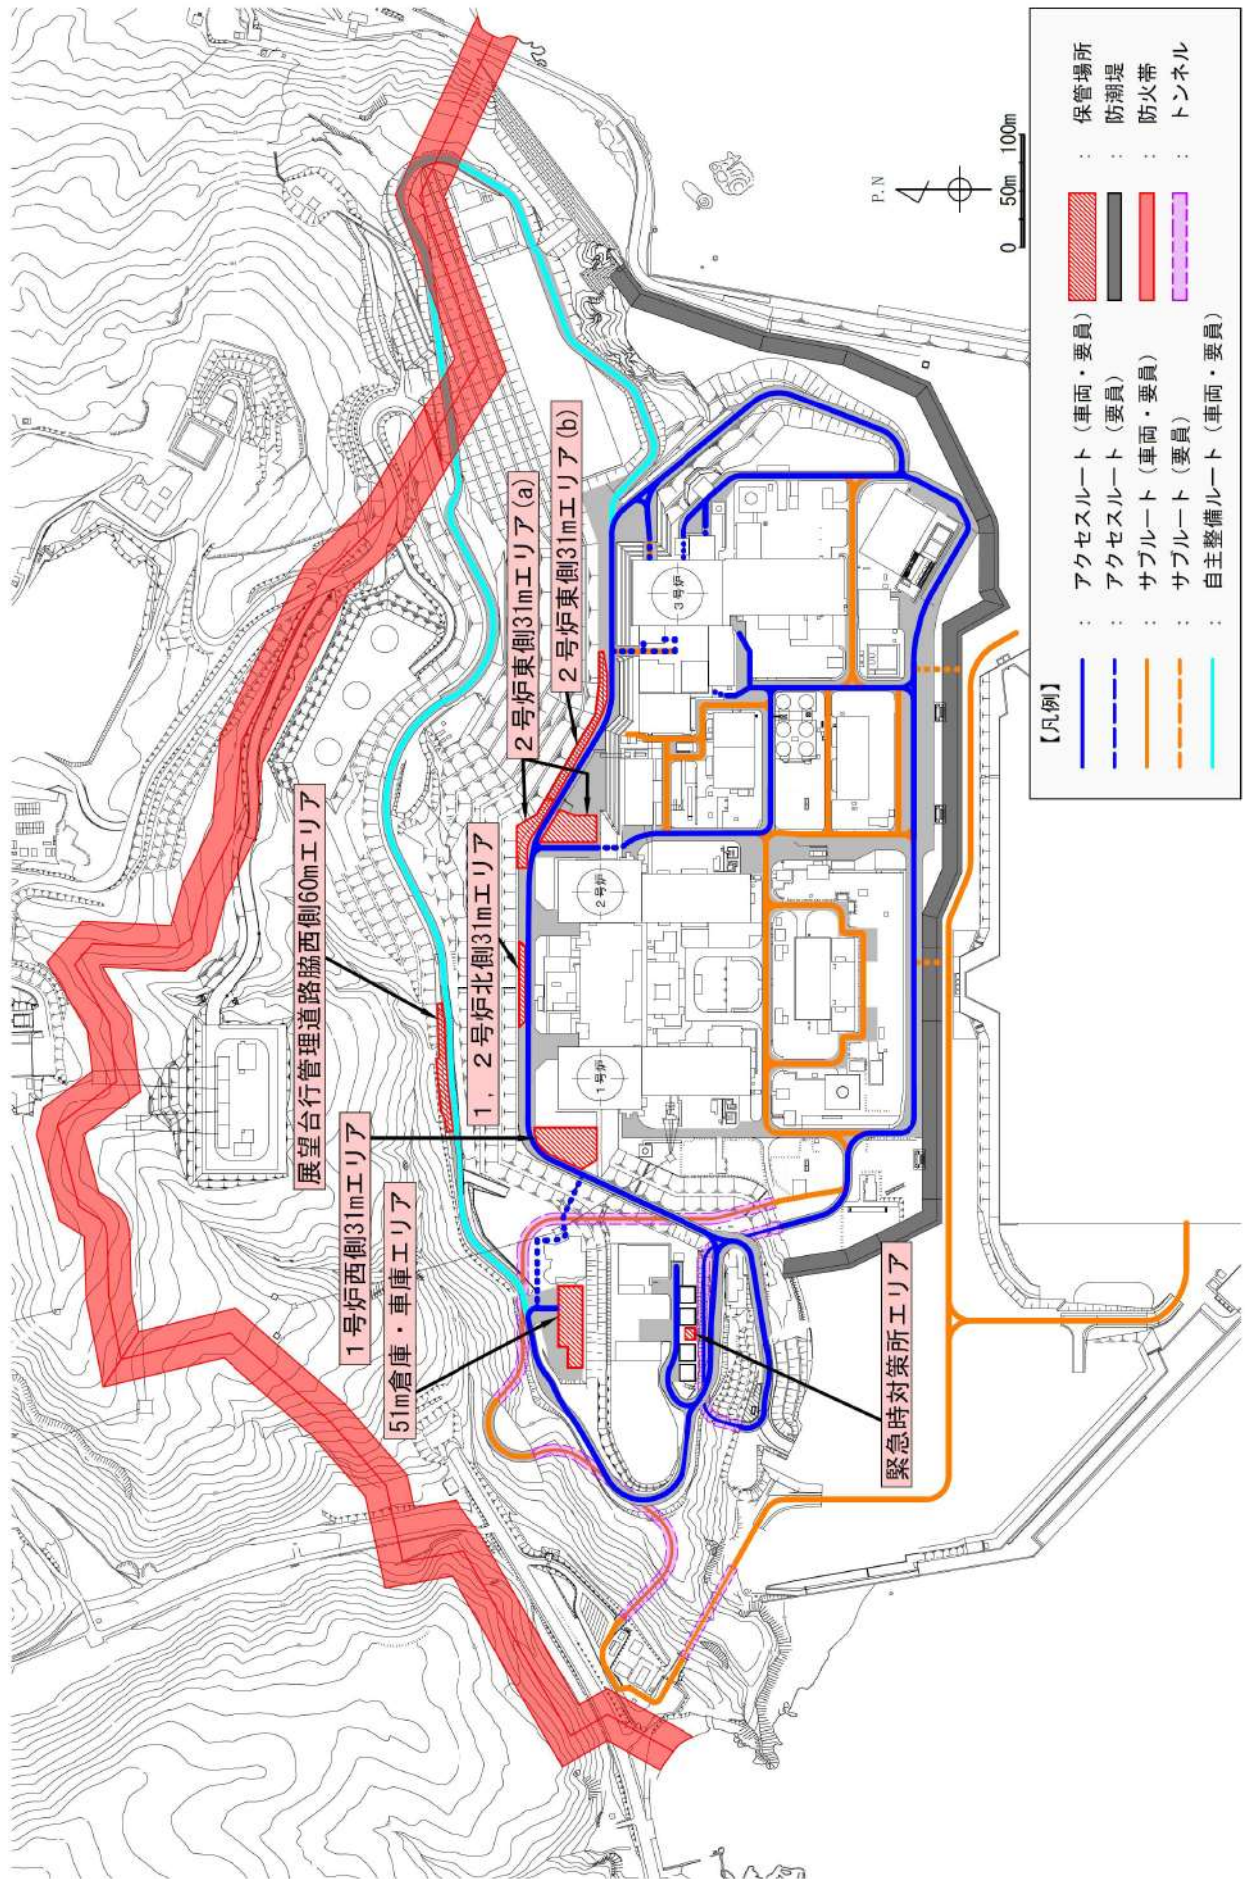 展望台行管理道路脇西側60mエリア
1号炉西側31mエリア
51m倉庫・車庫エリア
1,2号炉北側31mエリア
2号炉東側31mエリア(a)
2号炉東側31mエリア(b)
緊急時対策所エリア
1号炉
2号炉
3号炉
P.N
0 50m 100m
【凡例】
: アクセスルート(車両・要員)
: アクセスルート(要員)
: サブルート(車両・要員)
: サブルート(要員)
: 自主整備ルート(車両・要員)
: 保管場所
: 防潮堤
: 防火帯
: トンネル